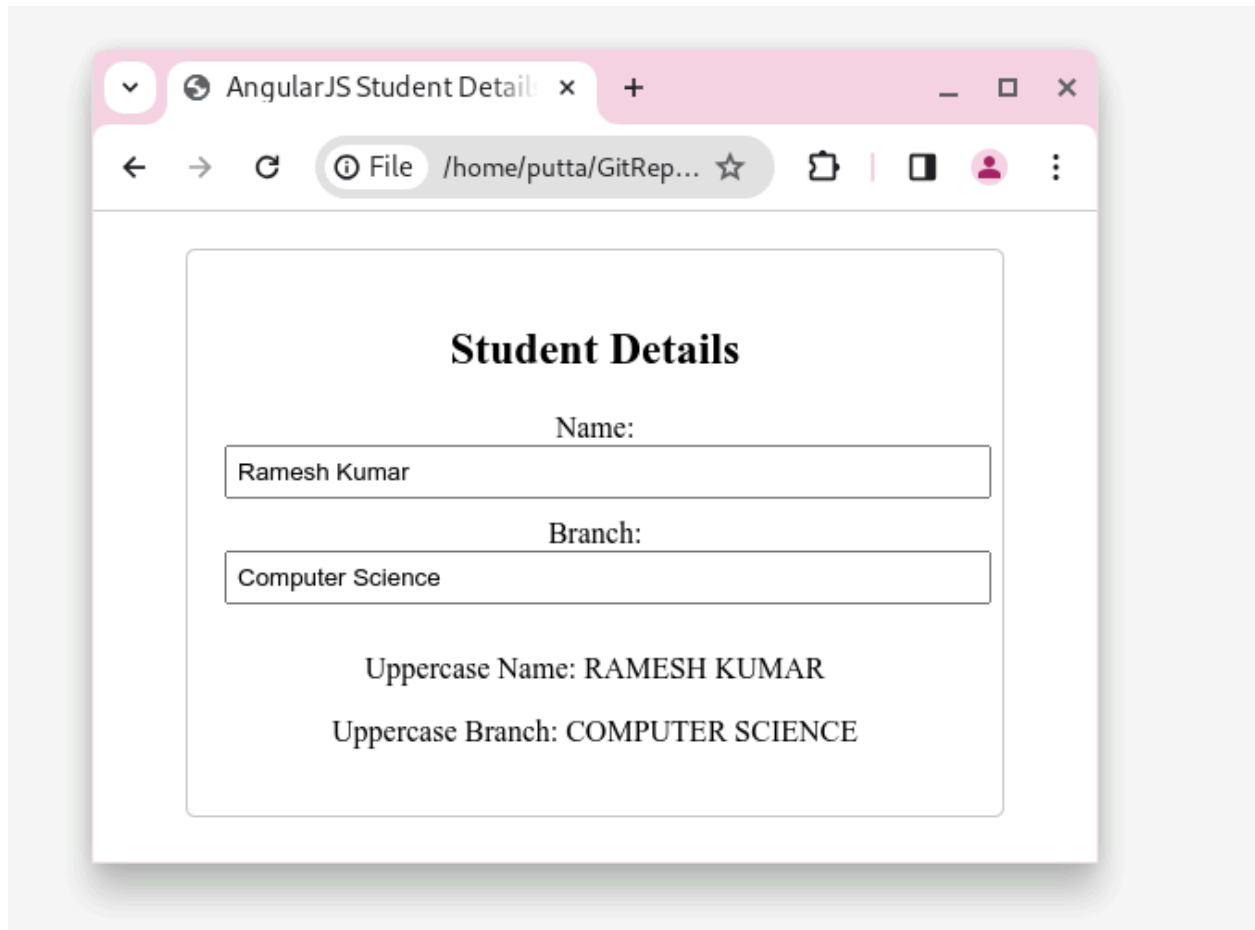 AngularJS Student Details
File /home/putta/GitRep...
Student Details
Name:
Ramesh Kumar
Branch:
Computer Science
Uppercase Name: RAMESH KUMAR
Uppercase Branch: COMPUTER SCIENCE